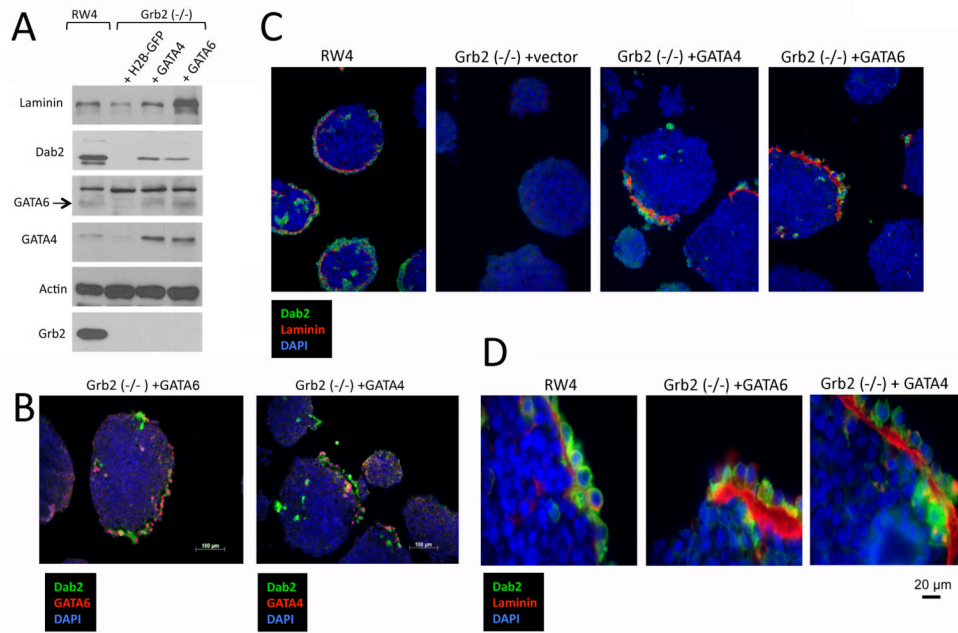 A
RW4
Grb2 (-/-)
+ H2B-GFP
+ GATA4
+ GATA6
Laminin
Dab2
GATA6
GATA4
Actin
Grb2
B
Grb2 (-/- ) +GATA6
Grb2 (-/-) +GATA4
100 µm
100 µm
Dab2
GATA6
DAPI
Dab2
GATA4
DAPI
C
RW4
Grb2 (-/-) +vector
Grb2 (-/-) +GATA4
Grb2 (-/-) +GATA6
Dab2
Laminin
DAPI
D
RW4
Grb2 (-/-) +GATA6
Grb2 (-/-) + GATA4
Dab2
Laminin
DAPI
20 µm